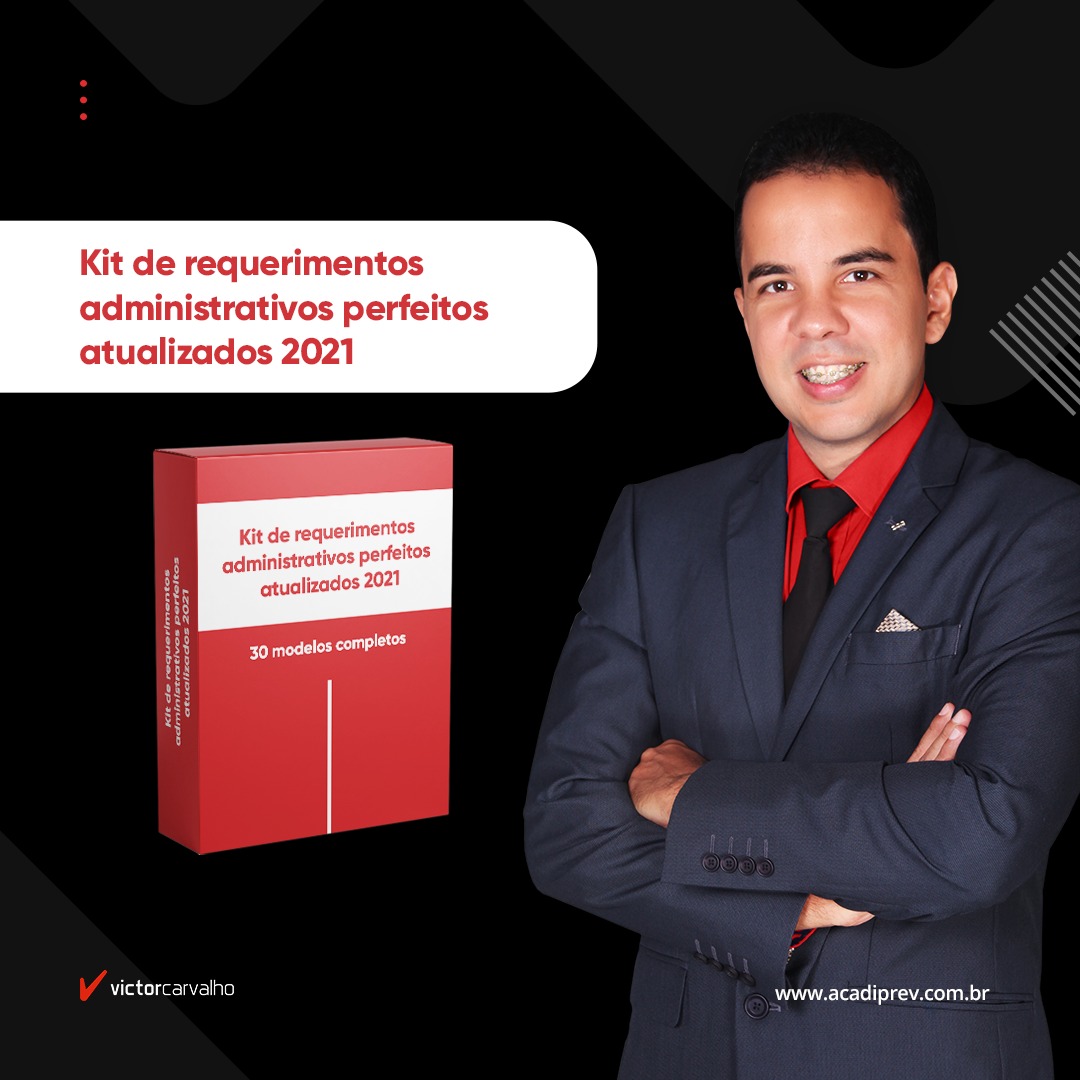 Kit de requerimentos
administrativos perfeitos
atualizados 2021
Kit de requerimentos
administrativos perfeitos
atualizados 2021
Kit de requerimentos
administrativos perfeitos
atualizados 2021
30 modelos completos
victorcarvalho
www.acadiprev.com.br